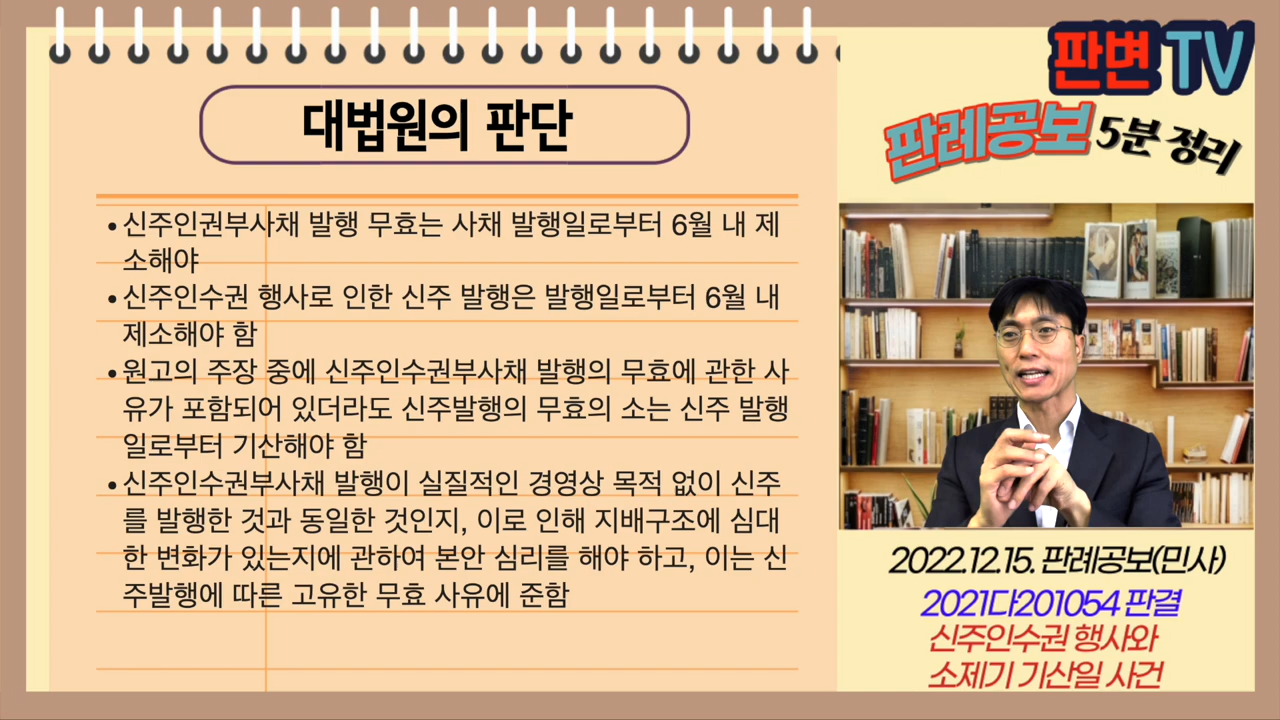 판변 TV
판례공보 5분 정리
대법원의 판단
• 신주인권부사채 발행 무효는 사채 발행일로부터 6월 내 제
소해야
• 신주인수권 행사로 인한 신주 발행은 발행일로부터 6월 내
제소해야 함
• 원고의 주장 중에 신주인수권부사채 발행의 무효에 관한 사
유가 포함되어 있더라도 신주발행의 무효의 소는 신주 발행
일로부터 기산해야 함
• 신주인수권부사채 발행이 실질적인 경영상 목적 없이 신주
를 발행한 것과 동일한 것인지, 이로 인해 지배구조에 심대
한 변화가 있는지에 관하여 본안 심리를 해야 하고, 이는 신
주발행에 따른 고유한 무효 사유에 준함
2022.12.15. 판례공보(민사)
2021다201054 판결
신주인수권 행사와
소제기 기산일 사건